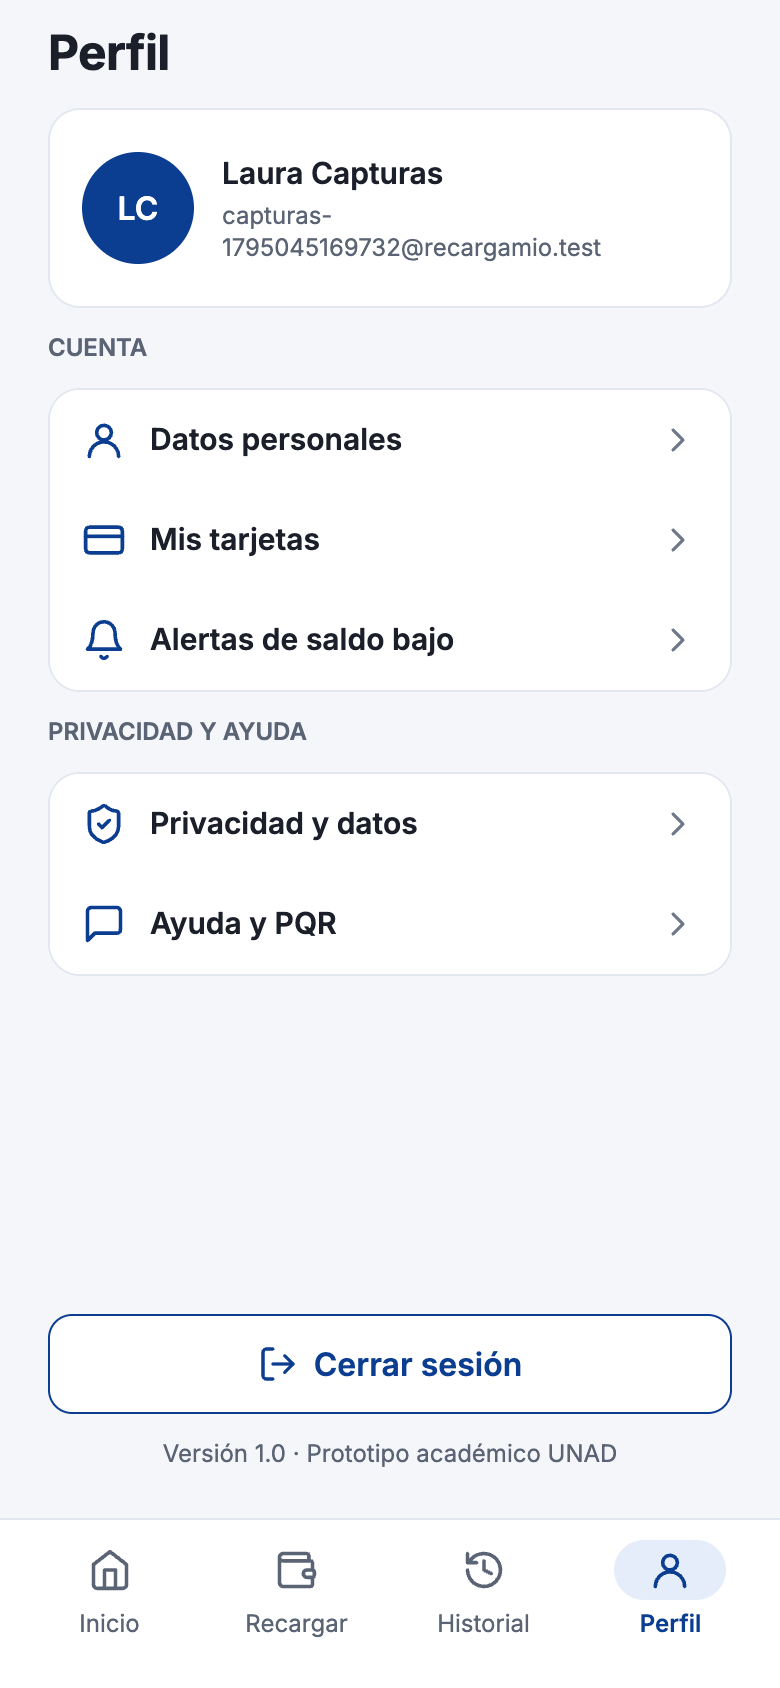 Perfil
LC
Laura Capturas
capturas-
1795045169732@recargamio.test
CUENTA
Datos personales
Mis tarjetas
Alertas de saldo bajo
PRIVACIDAD Y AYUDA
Privacidad y datos
Ayuda y PQR
Cerrar sesión
Versión 1.0 · Prototipo académico UNAD
Inicio
Recargar
Historial
Perfil